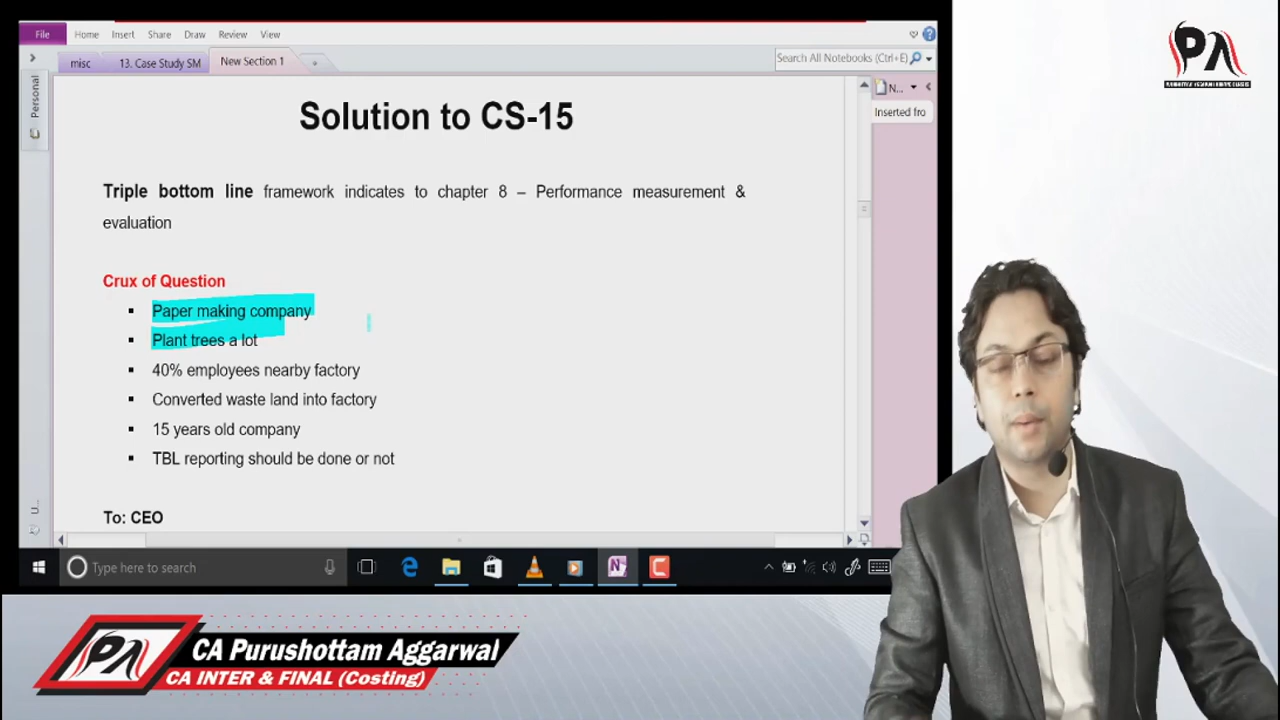 File Home Insert Share Draw Review View
misc 13. Case Study SM New Section 1
Search All Notebooks (Ctrl+E)
Personal
N...
Inserted fro
Solution to CS-15
Triple bottom line framework indicates to chapter 8 – Performance measurement &
evaluation
Crux of Question
▪ Paper making company
▪ Plant trees a lot
▪ 40% employees nearby factory
▪ Converted waste land into factory
▪ 15 years old company
▪ TBL reporting should be done or not
U...
To: CEO
Type here to search
PA
PA
CA Purushottam Aggarwal
CA INTER & FINAL (Costing)